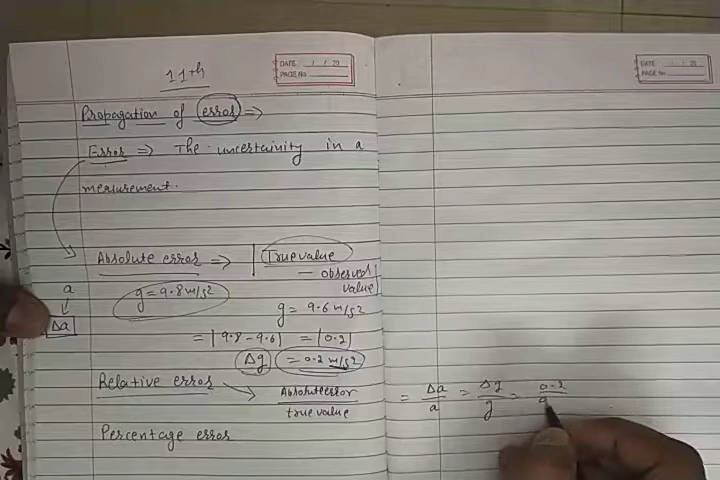 11th
DATE / / 20
PAGE No
DATE / / 20
PAGE No
Propagation of error =>
Error => The uncertainity in a
measurement.
Absolute error => |True value
— observed
value|
a
↓
Δa
g = 9.8 m/s2
g = 9.6 m/s2
= |9.8 - 9.6| = |0.2|
Δg = 0.2 m/s2
Relative error → Absolute error
true value
= Δa/a = Δg/g = 0.2/9
Percentage error